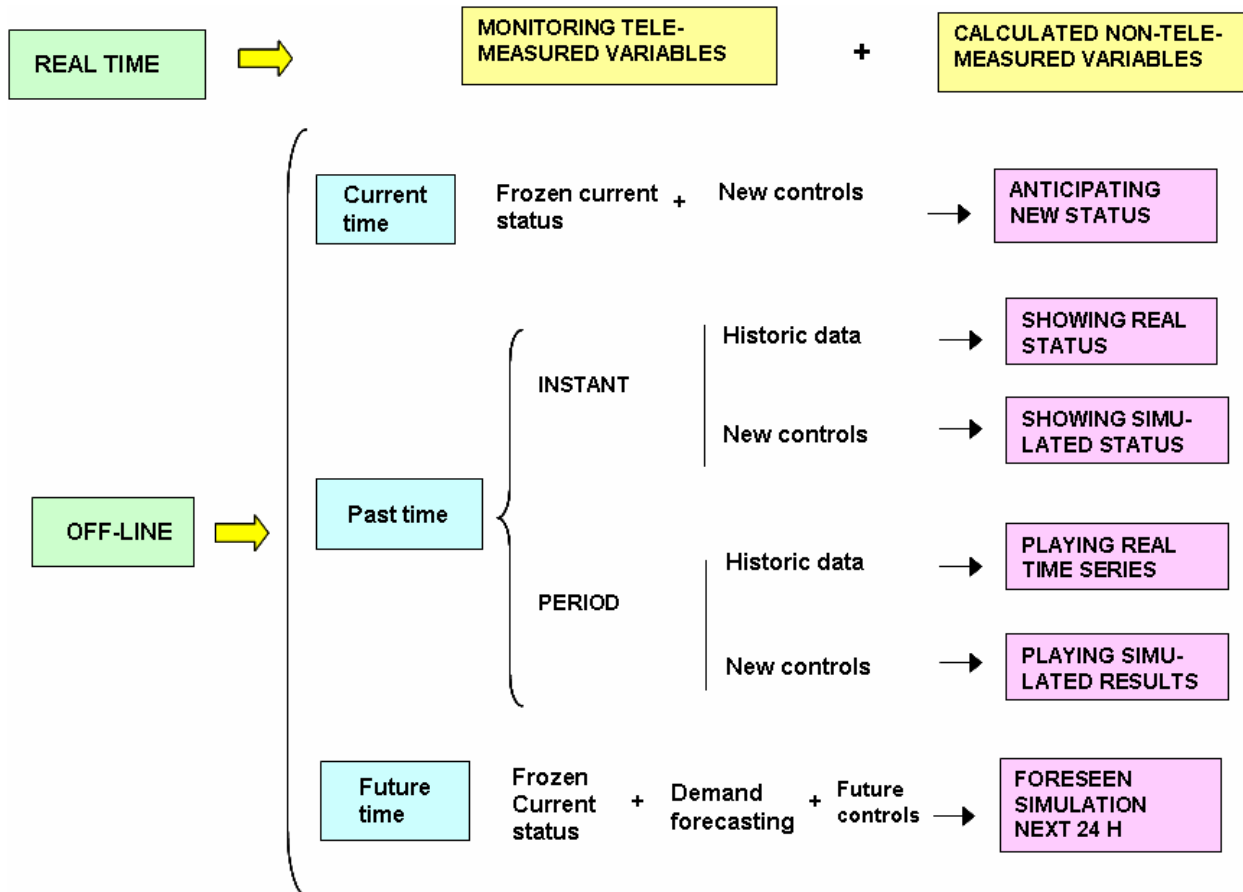 REAL TIME
MONITORING TELE-
MEASURED VARIABLES
+
CALCULATED NON-TELE-
MEASURED VARIABLES
Current
time
Frozen current
status
+
New controls
ANTICIPATING
NEW STATUS
OFF-LINE
Past time
INSTANT
Historic data
SHOWING REAL
STATUS
New controls
SHOWING SIMU-
LATED STATUS
PERIOD
Historic data
PLAYING REAL
TIME SERIES
New controls
PLAYING SIMU-
LATED RESULTS
Future
time
Frozen
Current
status
+
Demand
forecasting
+
Future
controls
FORESEEN
SIMULATION
NEXT 24 H